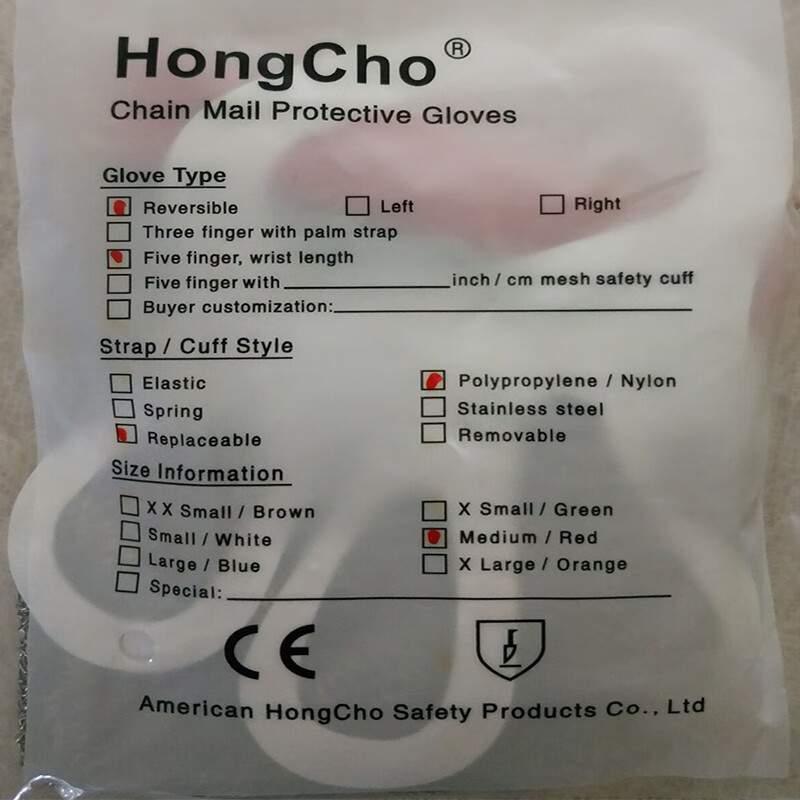 HongCho®
Chain Mail Protective Gloves
Glove Type
Reversible Left Right
Three finger with palm strap
Five finger, wrist length
Five finger with ____ inch / cm mesh safety cuff
Buyer customization: ____
Strap / Cuff Style
Elastic Polypropylene / Nylon
Spring Stainless steel
Replaceable Removable
Size Information
XX Small / Brown X Small / Green
Small / White Medium / Red
Large / Blue X Large / Orange
Special: ____
CE
American HongCho Safety Products Co., Ltd